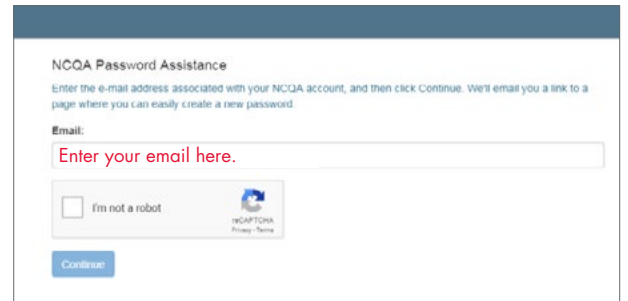 NCQA Password Assistance
Enter the e-mail address associated with your NCQA account, and then click Continue. We'll email you a link to a
page where you can easily create a new password
Email:
Enter your email here.
I'm not a robot
reCAPTCHA
Privacy - Terms
Continue